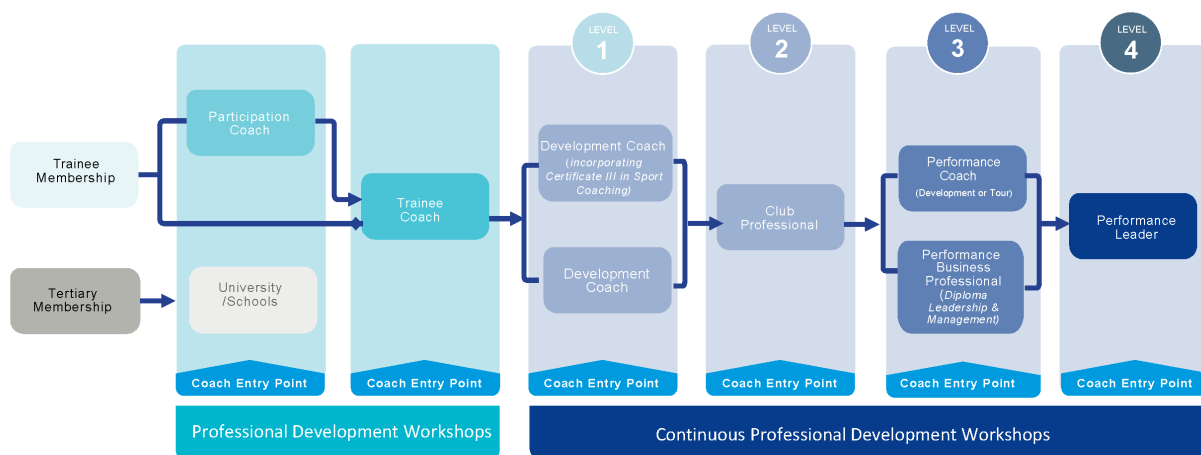 LEVEL
1
LEVEL
2
LEVEL
3
LEVEL
4
Trainee
Membership
Participation
Coach
Trainee
Coach
Development Coach
(incorporating
Certificate III in Sport
Coaching)
Club
Professional
Performance
Coach
(Development or Tour)
Performance
Leader
Tertiary
Membership
University
/Schools
Development
Coach
Performance
Business
Professional
(Diploma
Leadership &
Management)
Coach Entry Point
Coach Entry Point
Coach Entry Point
Coach Entry Point
Coach Entry Point
Coach Entry Point
Professional Development Workshops
Continuous Professional Development Workshops